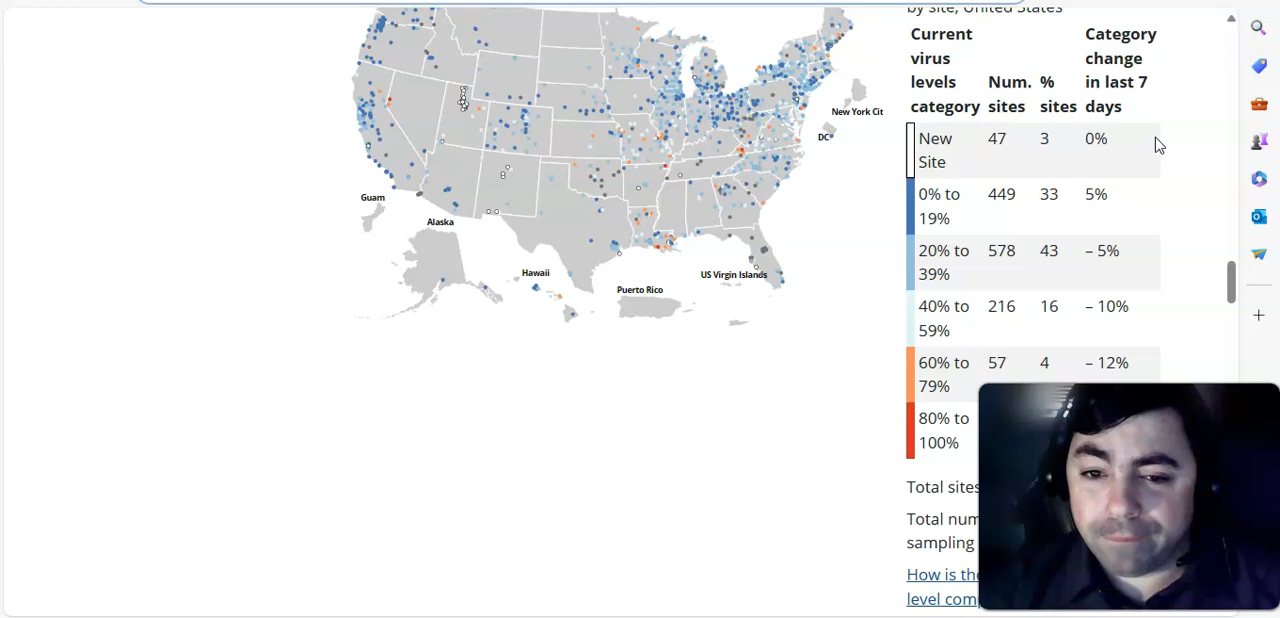 by site, United States
Current virus levels category Num. sites % sites Category change in last 7 days
New Site 47 3 0%
0% to 19% 449 33 5%
20% to 39% 578 43 – 5%
40% to 59% 216 16 – 10%
60% to 79% 57 4 – 12%
80% to 100%
Total sites
Total num
sampling
How is the
level com
New York Cit
DC
Guam
Alaska
Hawaii
US Virgin Islands
Puerto Rico